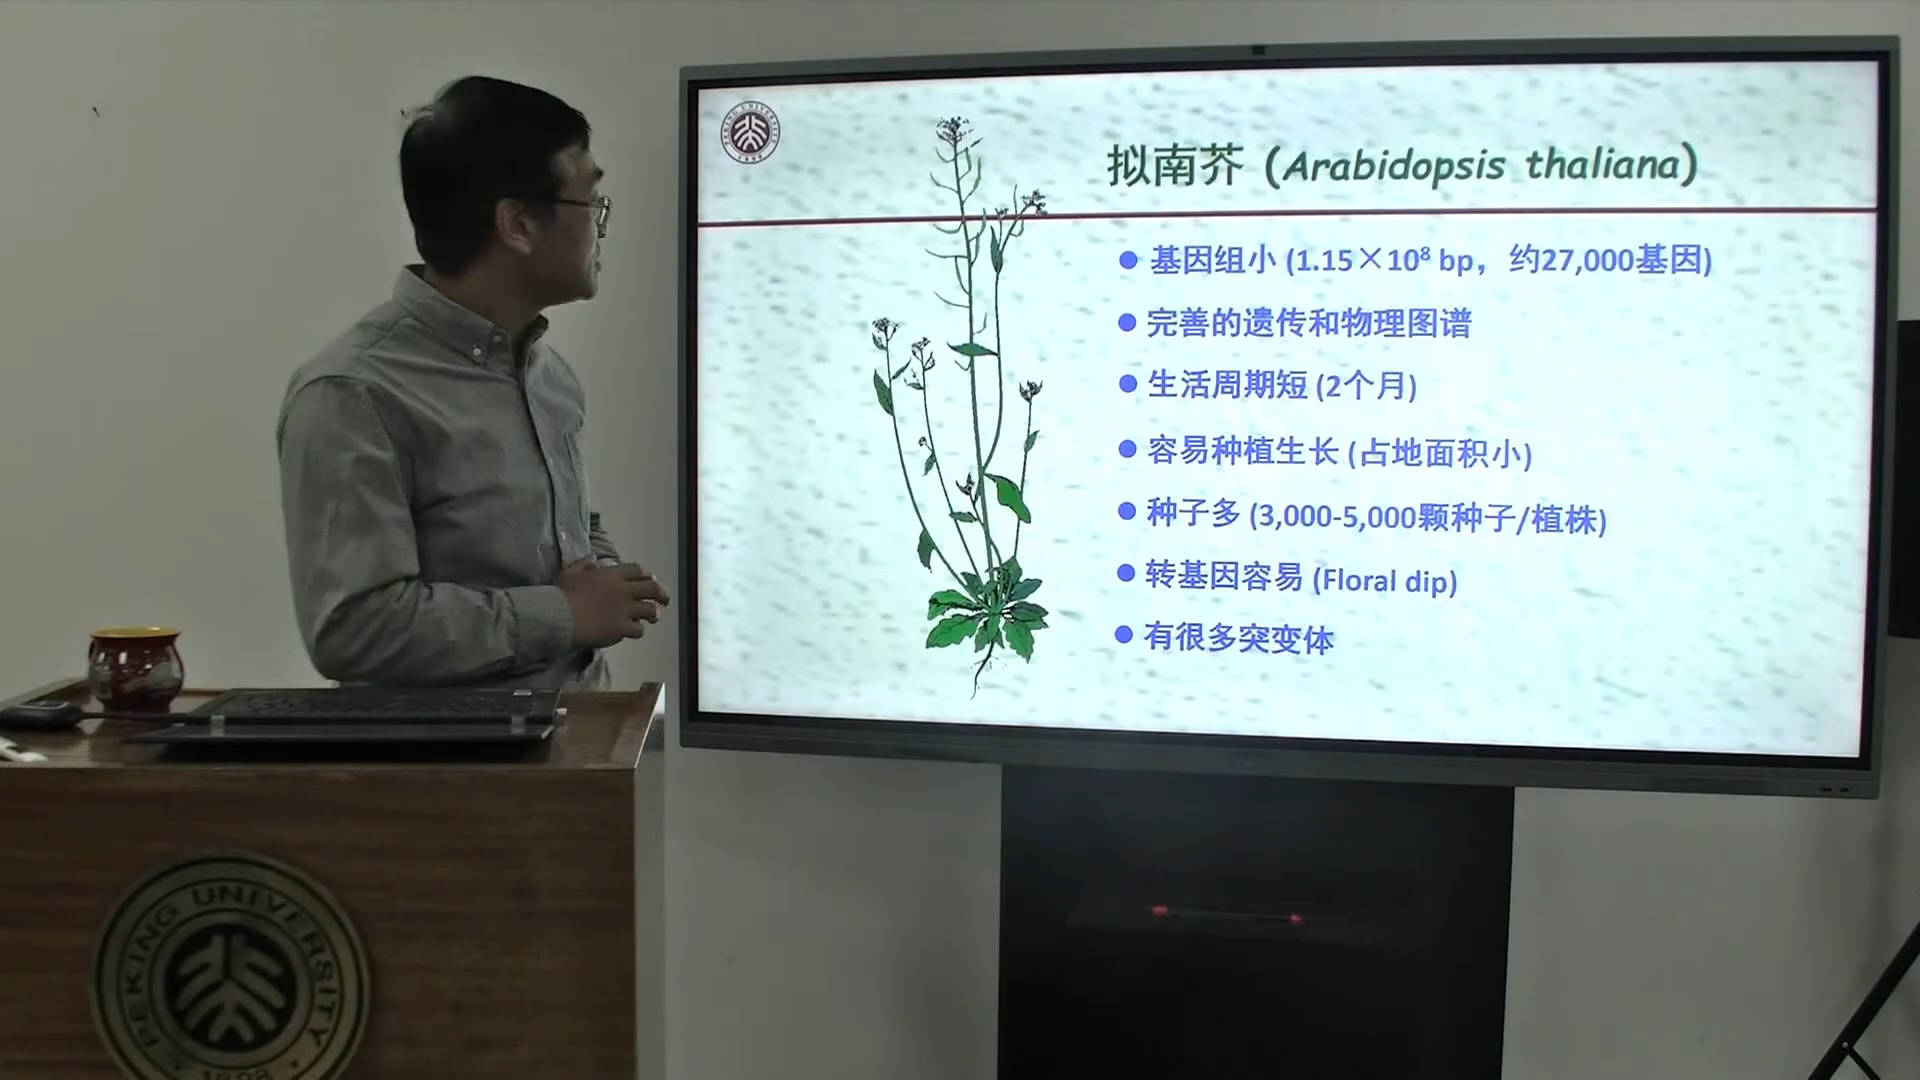 PEKING UNIVERSITY
1898
拟南芥 (Arabidopsis thaliana)
● 基因组小 (1.15×10⁸ bp，约27,000基因)
● 完善的遗传和物理图谱
● 生活周期短 (2个月)
● 容易种植生长 (占地面积小)
● 种子多 (3,000-5,000颗种子/植株)
● 转基因容易 (Floral dip)
● 有很多突变体
PEKING UNIVERSITY
1898